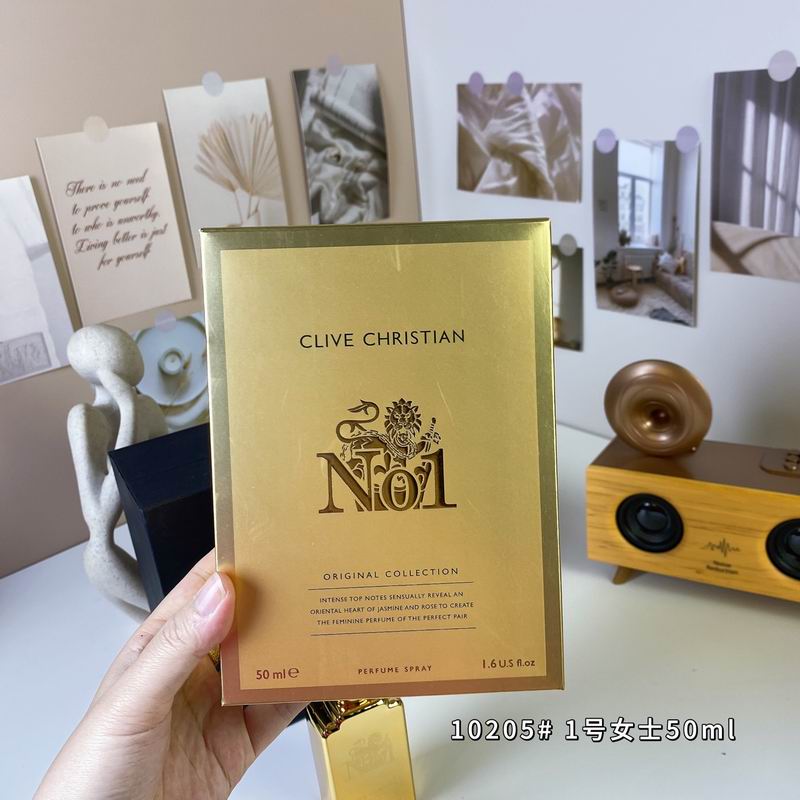 There is no need
to prove yourself
to who is unworthy.
Living better is just
for yourself
CLIVE CHRISTIAN
No1
ORIGINAL COLLECTION
INTENSE TOP NOTES SENSUALLY REVEAL AN
ORIENTAL HEART OF JASMINE AND ROSE TO CREATE
THE FEMININE PERFUME OF THE PERFECT PAIR
50 ml e
PERFUME SPRAY
1.6 U.S fl.oz
Noise
Reduction
10205# 1号女士50ml